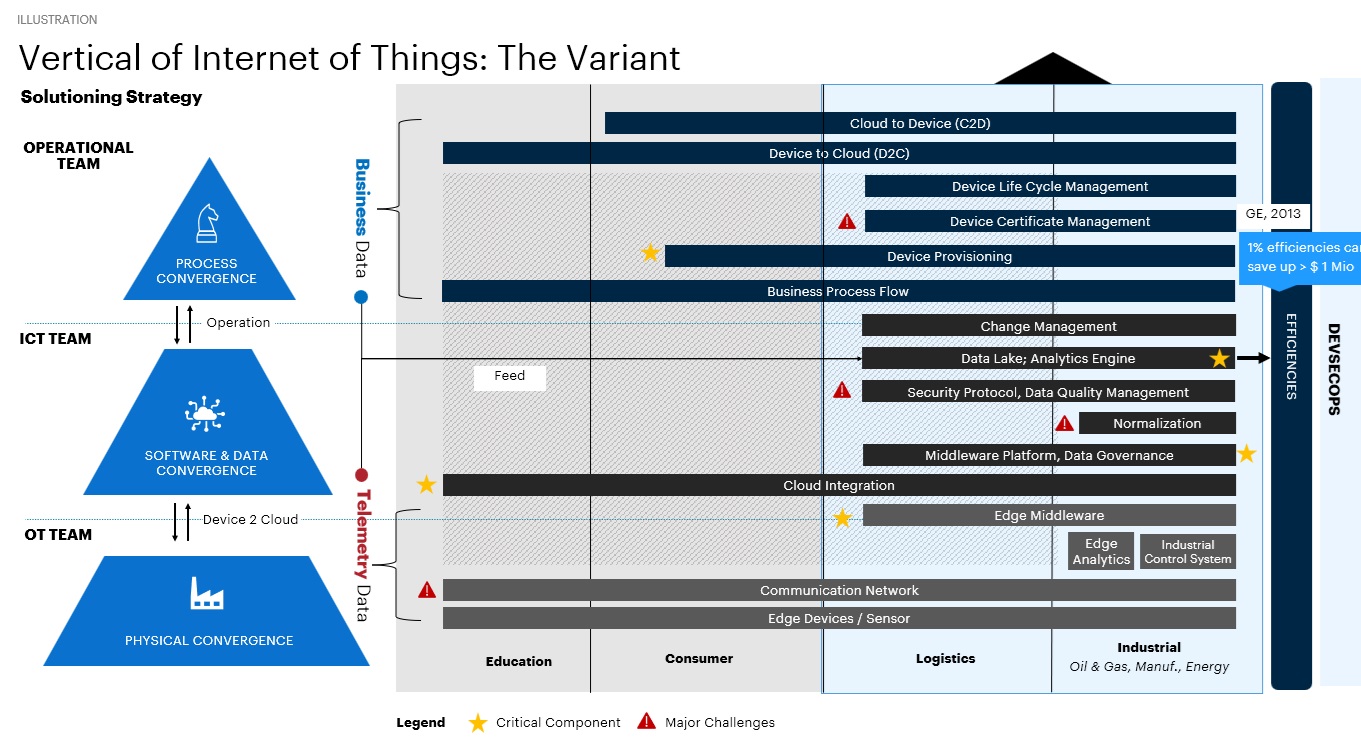 ILLUSTRATION
Vertical of Internet of Things: The Variant
Solutioning Strategy
OPERATIONAL
TEAM
PROCESS
CONVERGENCE
Operation
ICT TEAM
SOFTWARE & DATA
CONVERGENCE
Device 2 Cloud
OT TEAM
PHYSICAL CONVERGENCE
Business Data
Telemetry Data
Feed
Cloud to Device (C2D)
Device to Cloud (D2C)
Device Life Cycle Management
Device Certificate Management
Device Provisioning
Business Process Flow
Change Management
Data Lake; Analytics Engine
Security Protocol, Data Quality Management
Normalization
Middleware Platform, Data Governance
Cloud Integration
Edge Middleware
Edge
Analytics
Industrial
Control System
Communication Network
Edge Devices / Sensor
Education
Consumer
Logistics
Industrial
Oil & Gas, Manuf., Energy
GE, 2013
1% efficiencies
save up > $ 1 Mio
EFFICIENCIES
DEVSECOPS
Legend
Critical Component
Major Challenges